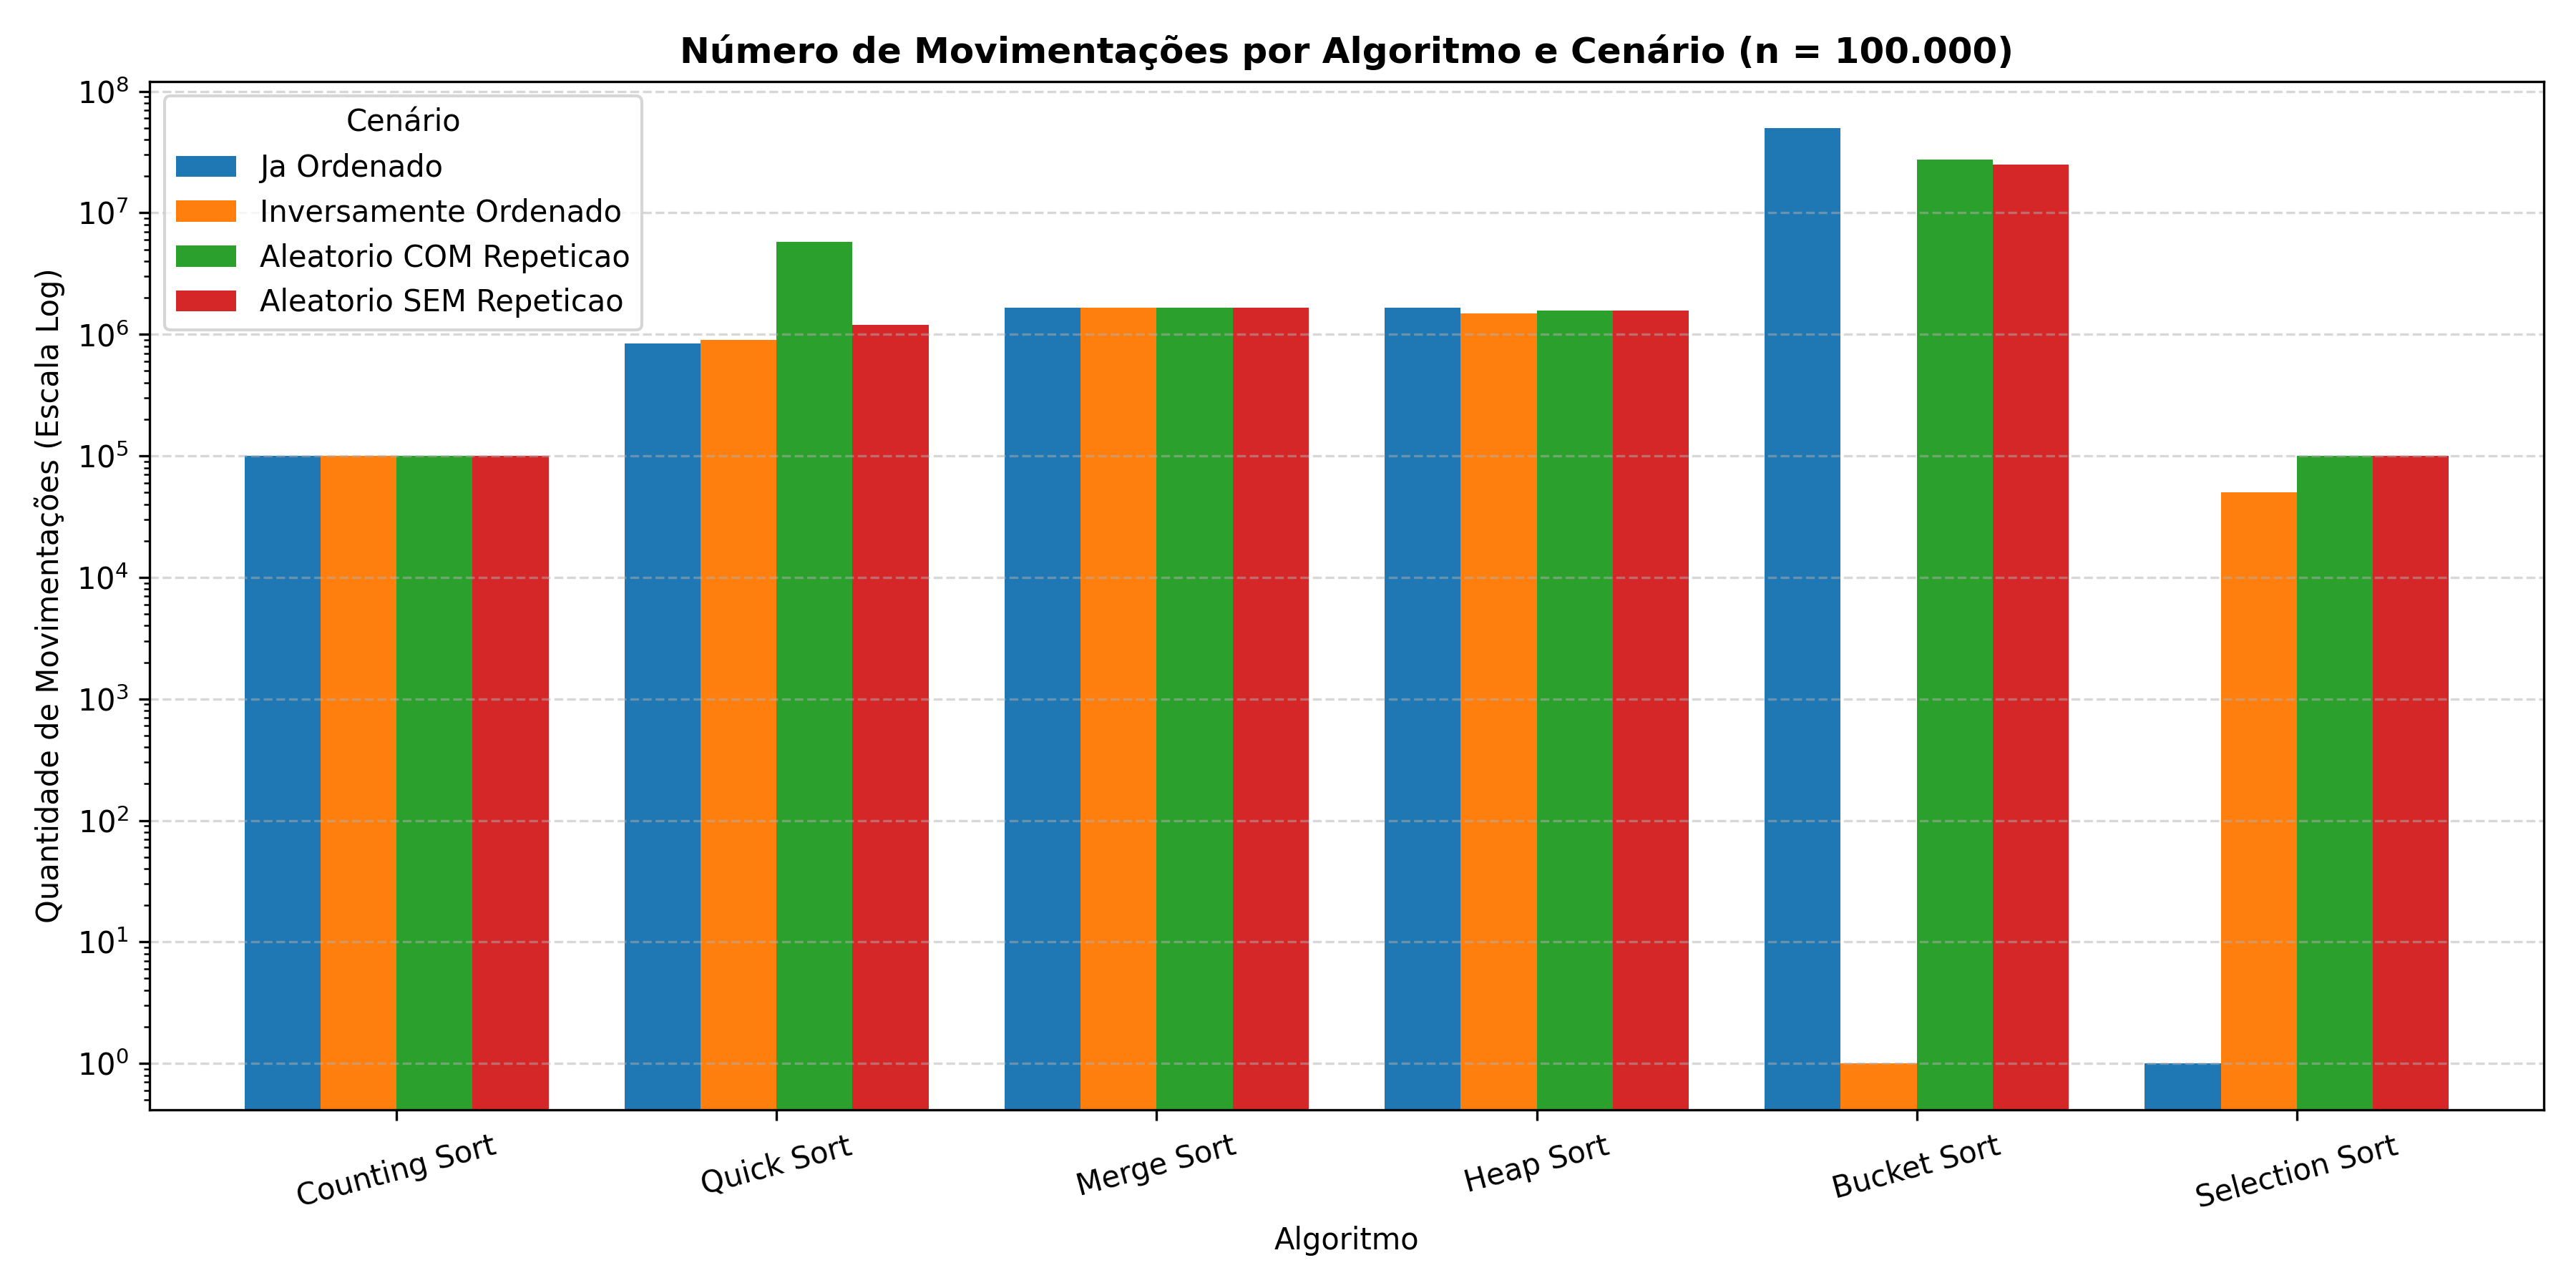 Número de Movimentações por Algoritmo e Cenário (n = 100.000)
Quantidade de Movimentações (Escala Log)
10⁸
10⁷
10⁶
10⁵
10⁴
10³
10²
10¹
10⁰
Cenário
Ja Ordenado
Inversamente Ordenado
Aleatorio COM Repeticao
Aleatorio SEM Repeticao
Counting Sort
Quick Sort
Merge Sort
Heap Sort
Bucket Sort
Selection Sort
Algoritmo